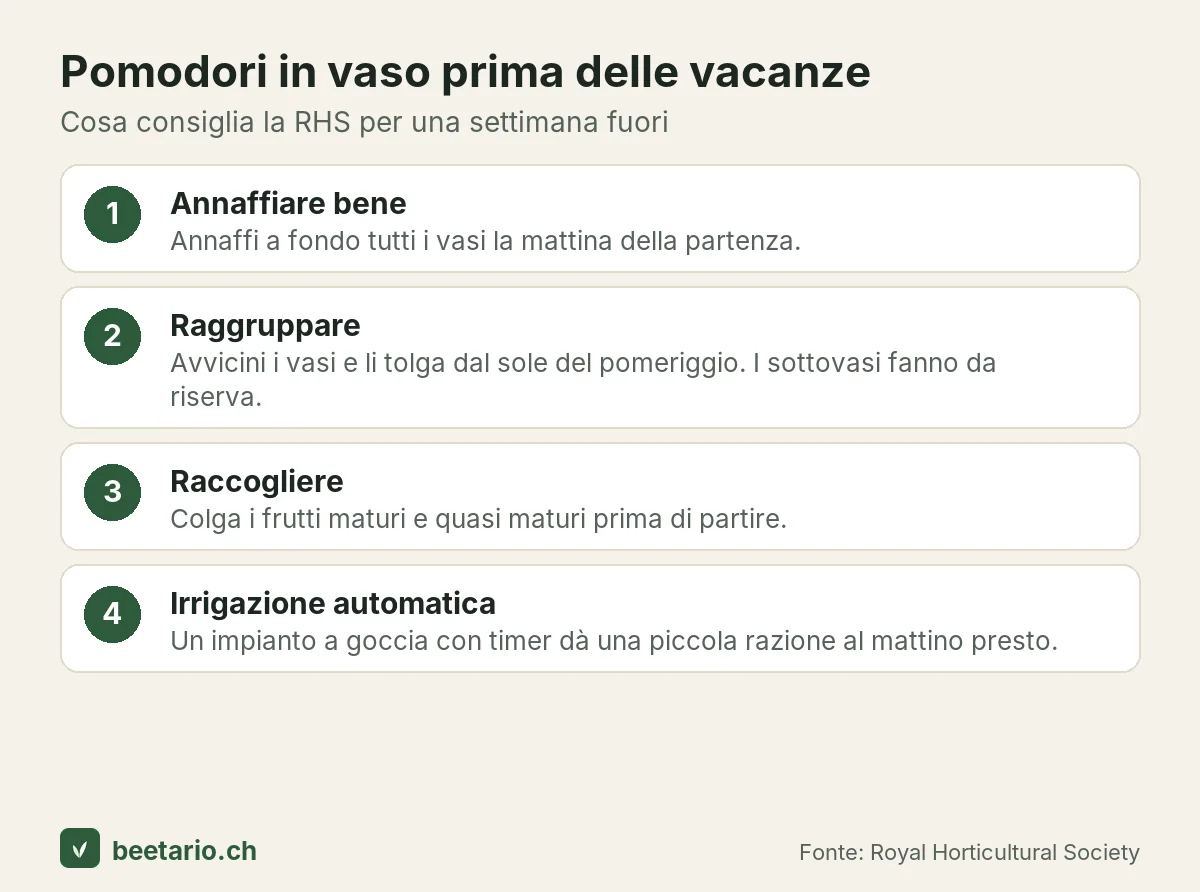 Pomodori in vaso prima delle vacanze
Cosa consiglia la RHS per una settimana fuori
1
Annaffiare bene
Annaffi a fondo tutti i vasi la mattina della partenza.
2
Raggruppare
Avvicini i vasi e li tolga dal sole del pomeriggio. I sottovasi fanno da
riserva.
3
Raccogliere
Colga i frutti maturi e quasi maturi prima di partire.
4
Irrigazione automatica
Un impianto a goccia con timer dà una piccola razione al mattino presto.
beetario.ch
Fonte: Royal Horticultural Society